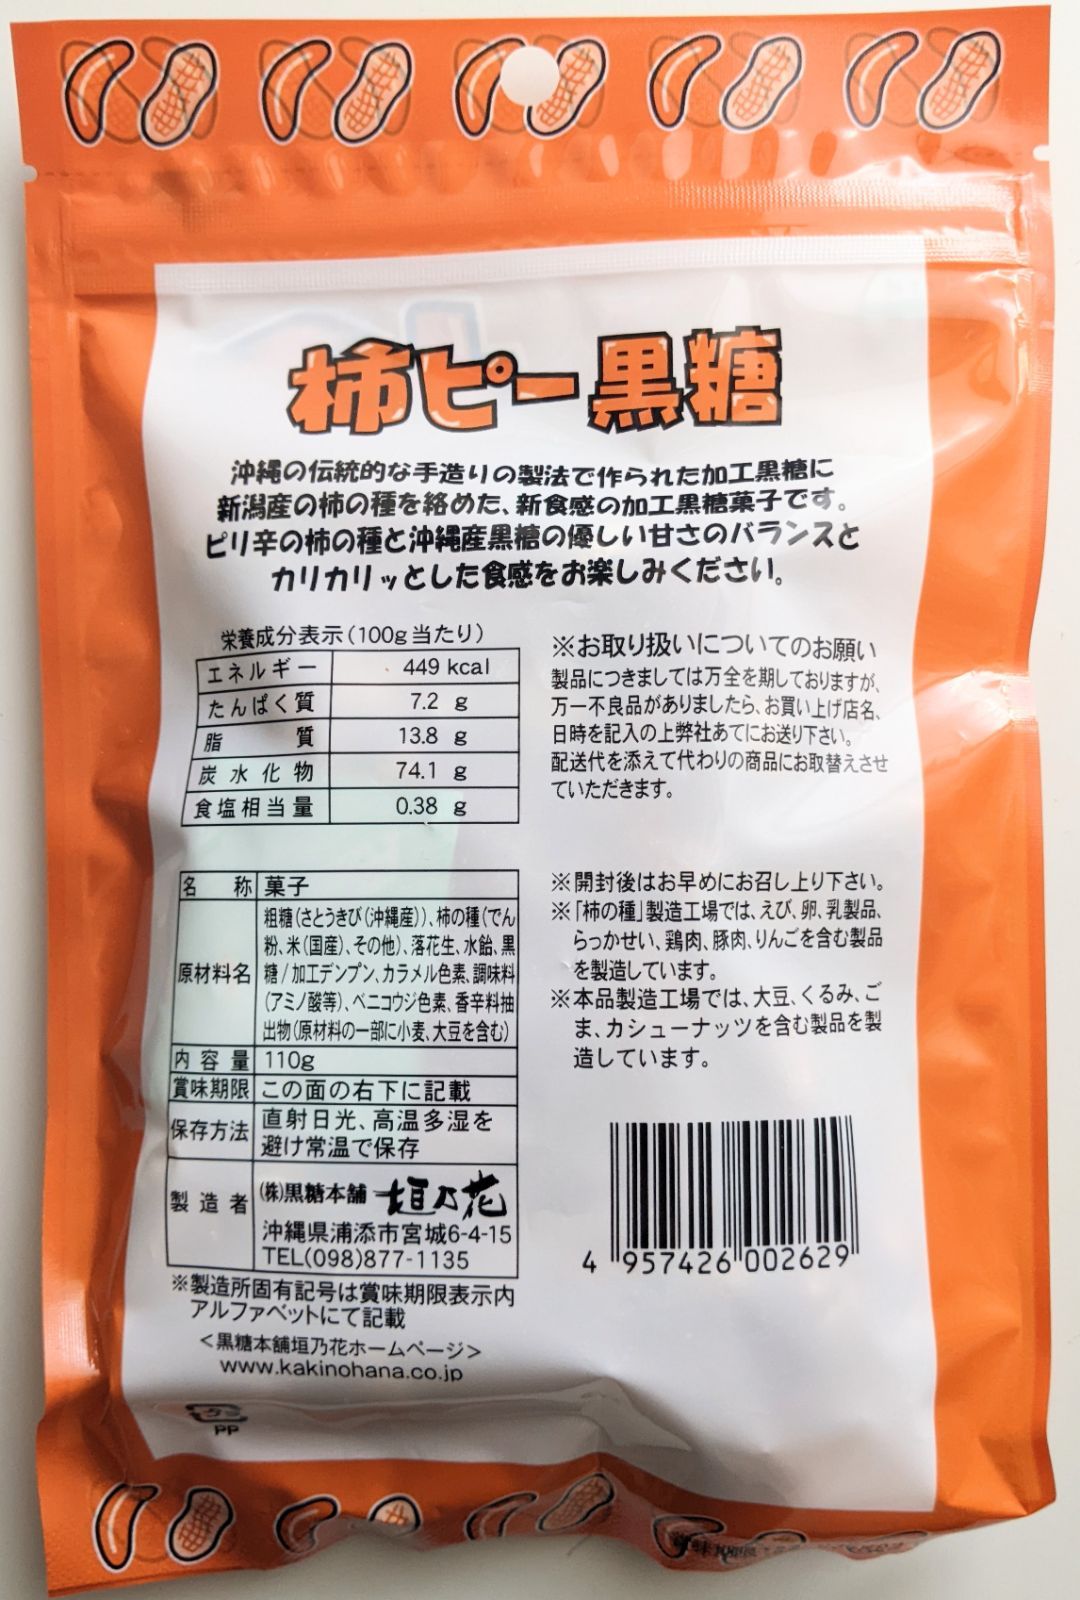 柿ピー黒糖
沖縄の伝統的な手造りの製法で作られた加工黒糖に
新潟産の柿の種を絡めた、新食感の加工黒糖菓子です。
ピリ辛の柿の種と沖縄産黒糖の優しい甘さのバランスと
カリカリッとした食感をお楽しみください。
栄養成分表示(100g当たり)
エネルギー 449 kcal
たんぱく質 7.2 g
脂質 13.8 g
炭水化物 74.1 g
食塩相当量 0.38 g
※お取り扱いについてのお願い
製品につきましては万全を期しておりますが、
万一不良品がありましたら、お買い上げ店名、
日時を記入の上弊社あてにお送り下さい。
配送代を添えて代わりの商品にお取替えさせ
ていただきます。
名称 菓子
原材料名
粗糖(さとうきび(沖縄産))、柿の種(でん
粉、米(国産)、その他)、落花生、水飴、黒
糖/加工デンプン、カラメル色素、調味料
(アミノ酸等)、ベニコウジ色素、香辛料抽
出物(原材料の一部に小麦、大豆を含む)
内容量 110g
賞味期限 この面の右下に記載
保存方法 直射日光、高温多湿を
避け常温で保存
製造者 (株)黒糖本舗 垣乃花
沖縄県浦添市宮城6-4-15
TEL(098)877-1135
※製造所固有記号は賞味期限表示内
アルファベットにて記載
<黒糖本舗垣乃花ホームページ>
www.kakinohana.co.jp
プラ
PP
※開封後はお早めにお召し上り下さい。
※「柿の種」製造工場では、えび、卵、乳製品、
らっかせい、鶏肉、豚肉、りんごを含む製品
を製造しています。
※本品製造工場では、大豆、くるみ、ご
ま、カシューナッツを含む製品を製
造しています。
4 957426 002629
賞味期限